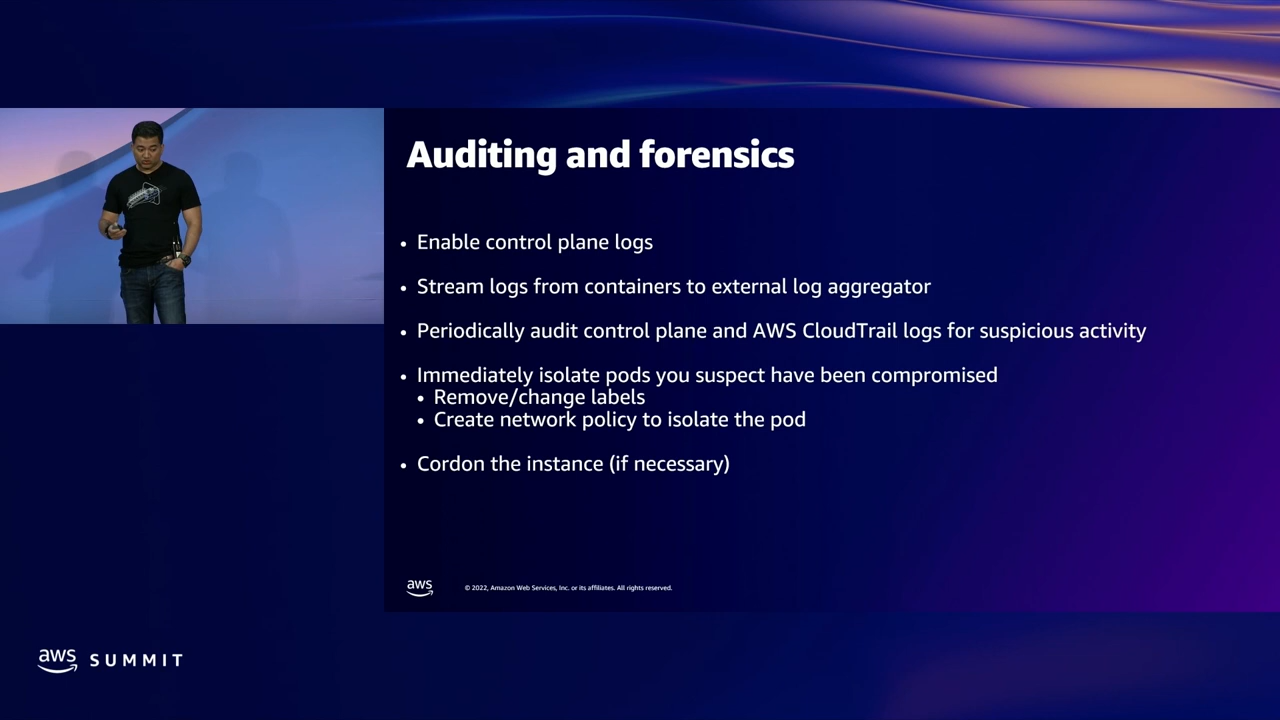 Auditing and forensics
• Enable control plane logs
• Stream logs from containers to external log aggregator
• Periodically audit control plane and AWS CloudTrail logs for suspicious activity
• Immediately isolate pods you suspect have been compromised
• Remove/change labels
• Create network policy to isolate the pod
• Cordon the instance (if necessary)
aws
© 2022, Amazon Web Services, Inc. or its affiliates. All rights reserved.
aws SUMMIT